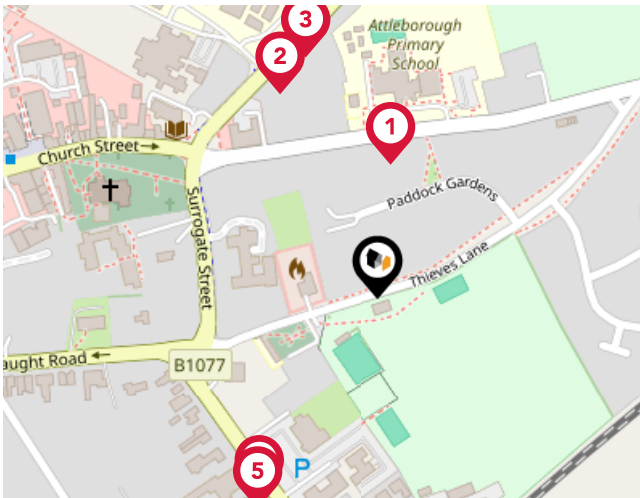 3
2
Attleborough
Primary
School
1
Church Street
Paddock Gardens
Surrogate Street
Thieves Lane
aught Road
B1077
5
P